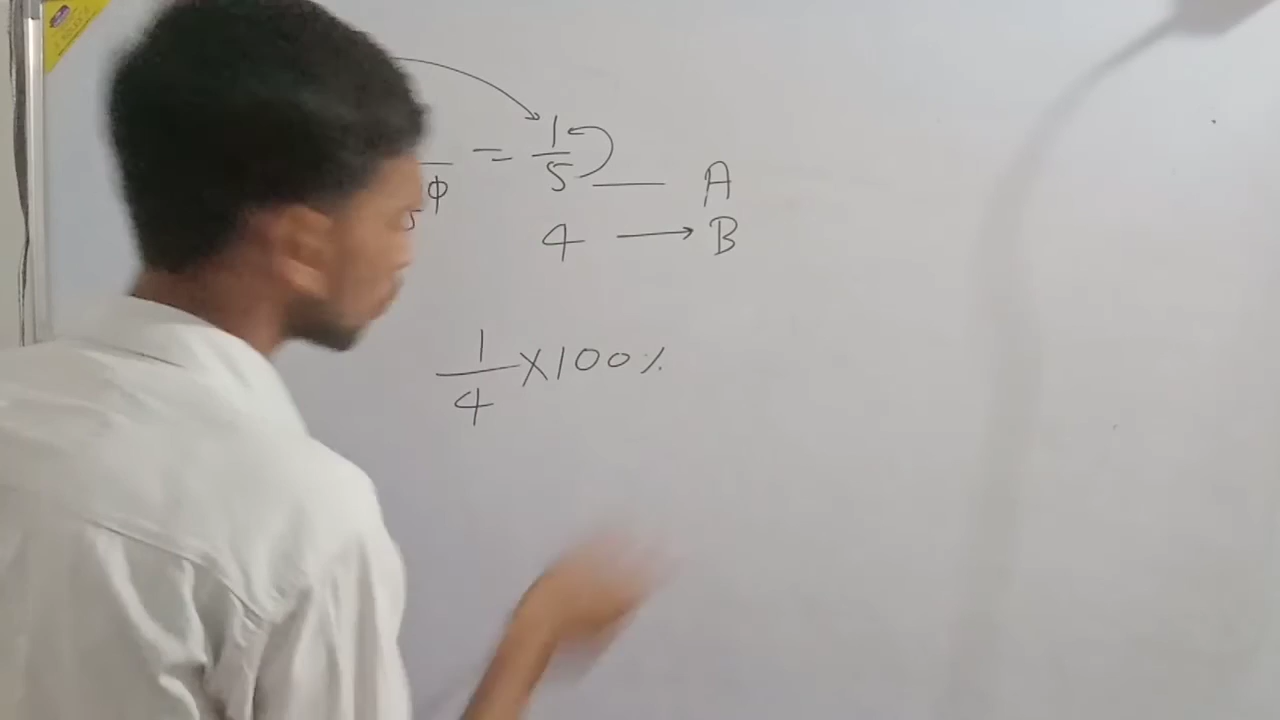 = 1/5 — A
4 → B
1/4 × 100%